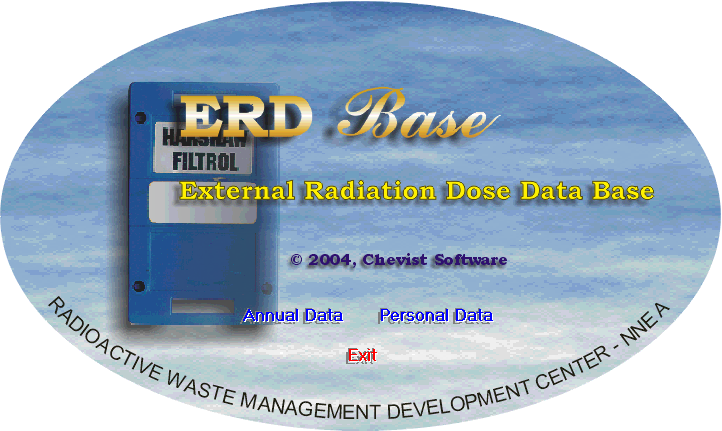 ERD Base
HARSHAW
FILTROL
External Radiation Dose Data Base
© 2004, Chevist Software
Annual Data Personal Data
Exit
RADIOACTIVE WASTE MANAGEMENT DEVELOPMENT CENTER - NNE A